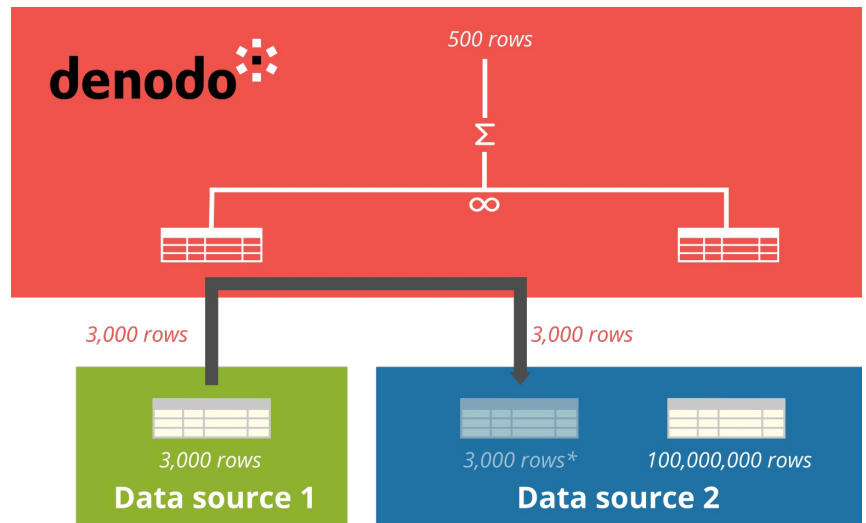 500 rows
denodo
Σ
∞
3,000 rows
3,000 rows
3,000 rows
3,000 rows*
100,000,000 rows
Data source 1
Data source 2